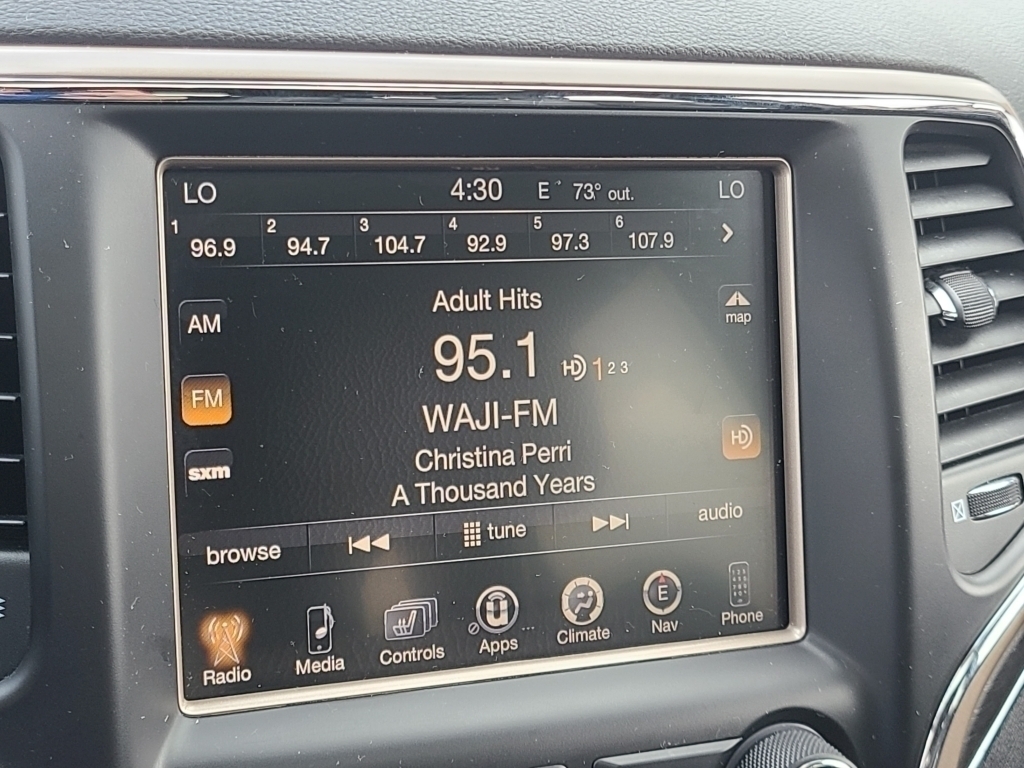 LO 4:30 E 73° out. LO
1 96.9 2 94.7 3 104.7 4 92.9 5 97.3 6 107.9
Adult Hits
map
AM
95.1 HD 1 2 3
FM
WAJI-FM
HD
Christina Perri
sxm
A Thousand Years
browse tune audio
E
Radio Media Controls Apps Climate Nav Phone